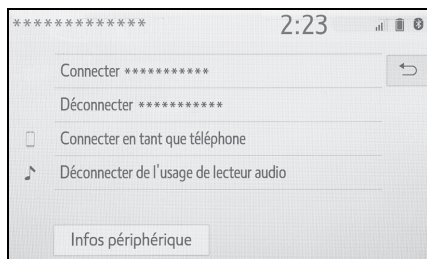 ************* 2:23
Connecter ***********
Déconnecter ***********
Connecter en tant que téléphone
Déconnecter de l'usage de lecteur audio
Infos périphérique